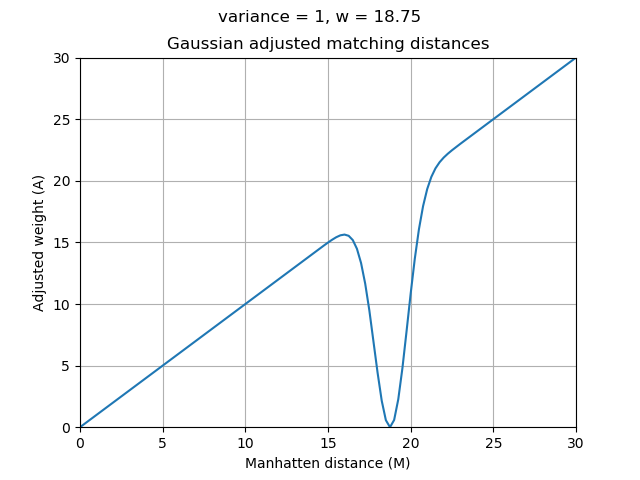 variance = 1, w = 18.75
Gaussian adjusted matching distances
30
25
20
15
10
5
0
Adjusted weight (A)
0 5 10 15 20 25 30
Manhatten distance (M)